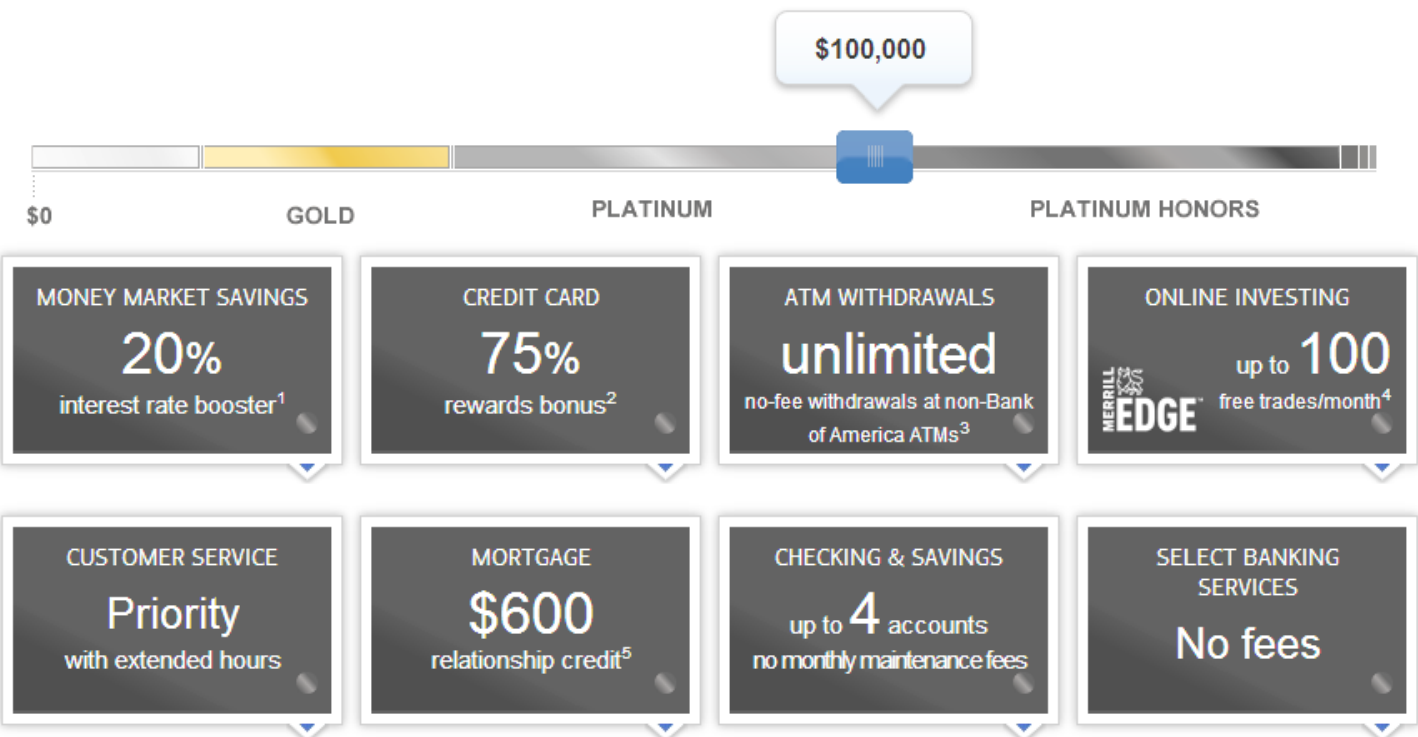 $100,000
$0
GOLD
PLATINUM
PLATINUM HONORS
MONEY MARKET SAVINGS
20%
interest rate booster¹
CREDIT CARD
75%
rewards bonus²
ATM WITHDRAWALS
unlimited
no-fee withdrawals at non-Bank
of America ATMs³
ONLINE INVESTING
MERRILL
EDGE™
up to 100
free trades/month⁴
CUSTOMER SERVICE
Priority
with extended hours
MORTGAGE
$600
relationship credit⁵
CHECKING & SAVINGS
up to 4 accounts
no monthly maintenance fees
SELECT BANKING
SERVICES
No fees